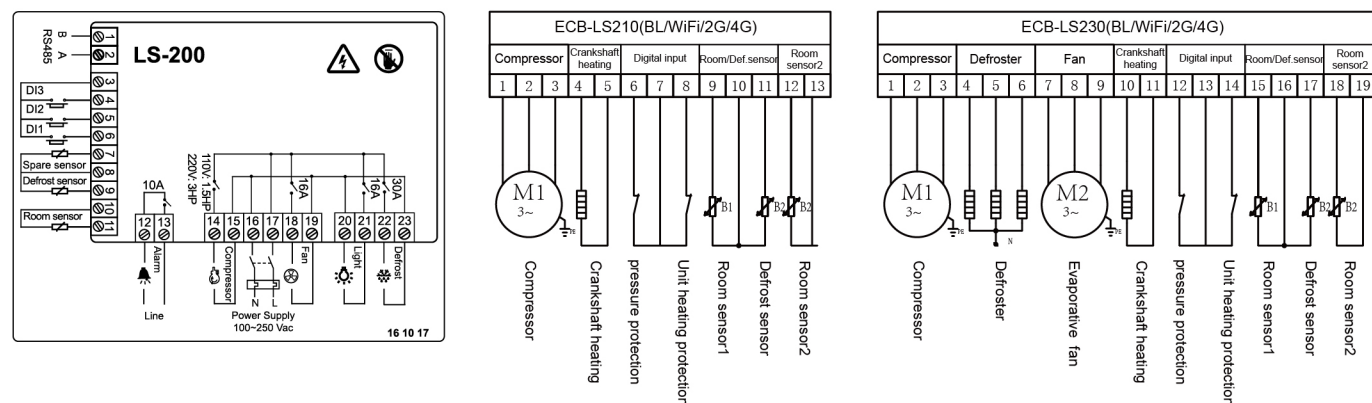 LS-200
RS485
B
A
1
2
3
4
5
6
7
8
9
10
11
DI3
DI2
DI1
Spare sensor
Defrost sensor
Room sensor
10A
110V: 1.5HP
220V: 3HP
16A
16A
30A
12 13
14 15 16 17 18 19
20 21 22 23
Alarm
Compressor
Fan
Light
Defrost
Line
N L
Power Supply
100~250 Vac
16 10 17
ECB-LS210(BL/WiFi/2G/4G)
Compressor
Crankshaft
heating
Digital input
Room/Def.sensor
Room
sensor2
1 2 3 4 5 6 7 8 9 10 11 12 13
M1
3~
PE
B1
B2
B2
Compressor
Crankshaft heating
pressure protection
Unit heating protection
Room sensor1
Defrost sensor
Room sensor2
ECB-LS230(BL/WiFi/2G/4G)
Compressor
Defroster
Fan
Crankshaft
heating
Digital input
Room/Def.sensor
Room
sensor2
1 2 3 4 5 6 7 8 9 10 11 12 13 14 15 16 17 18 19
M1
3~
PE
N
M2
3~
PE
B1
B2
B2
Compressor
Defroster
Evaporative fan
Crankshaft heating
pressure protection
Unit heating protection
Room sensor1
Defrost sensor
Room sensor2